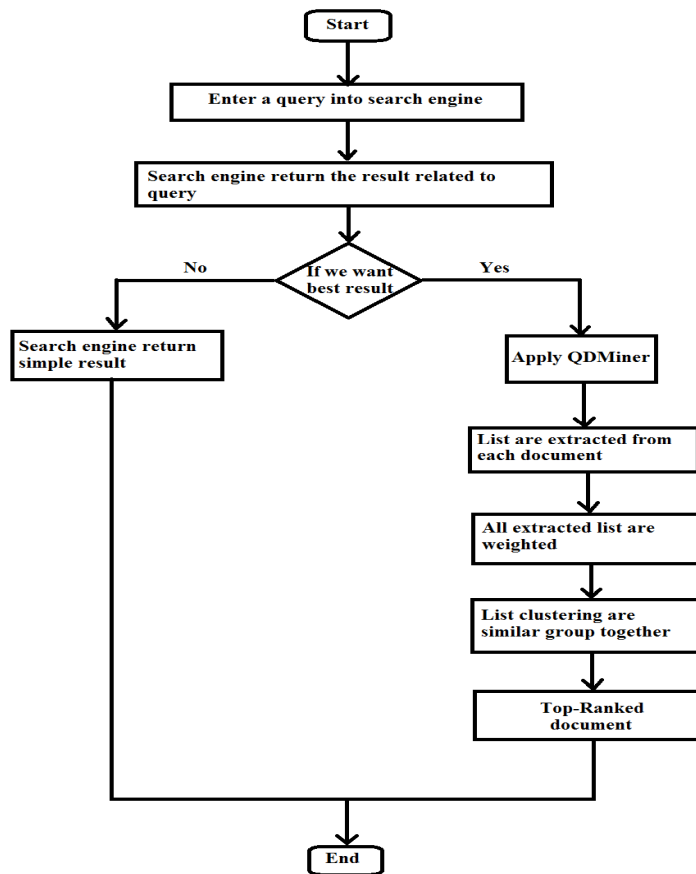 Start
Enter a query into search engine
Search engine return the result related to
query
If we want
best result
No
Yes
Search engine return
simple result
Apply QDMiner
List are extracted from
each document
All extracted list are
weighted
List clustering are
similar group together
Top-Ranked
document
End